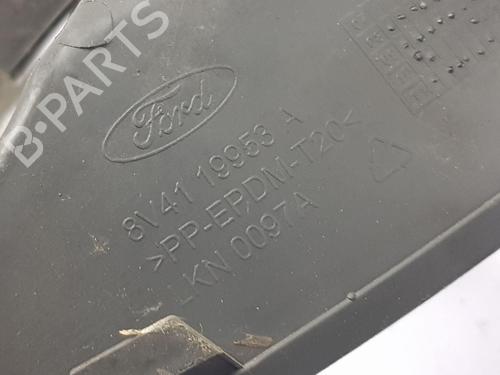 B-PARTS
Ford
8V41 19953 A
>PP-EPDM-T20<
LKN 0097A